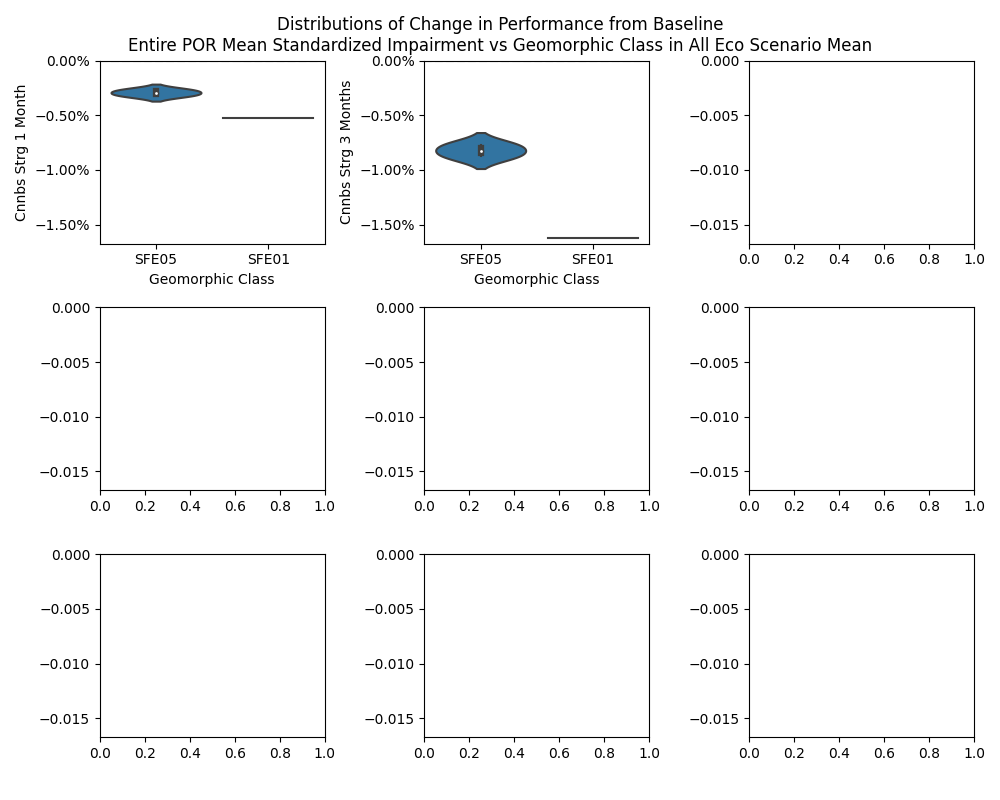 Distributions of Change in Performance from Baseline
Entire POR Mean Standardized Impairment vs Geomorphic Class in All Eco Scenario Mean
Cnnbs Strg 1 Month
0.00%
−0.50%
−1.00%
−1.50%
SFE05 SFE01
Geomorphic Class
Cnnbs Strg 3 Months
0.00%
−0.50%
−1.00%
−1.50%
SFE05 SFE01
Geomorphic Class
0.000
−0.005
−0.010
−0.015
0.0 0.2 0.4 0.6 0.8 1.0
0.000
−0.005
−0.010
−0.015
0.0 0.2 0.4 0.6 0.8 1.0
0.000
−0.005
−0.010
−0.015
0.0 0.2 0.4 0.6 0.8 1.0
0.000
−0.005
−0.010
−0.015
0.0 0.2 0.4 0.6 0.8 1.0
0.000
−0.005
−0.010
−0.015
0.0 0.2 0.4 0.6 0.8 1.0
0.000
−0.005
−0.010
−0.015
0.0 0.2 0.4 0.6 0.8 1.0
0.000
−0.005
−0.010
−0.015
0.0 0.2 0.4 0.6 0.8 1.0